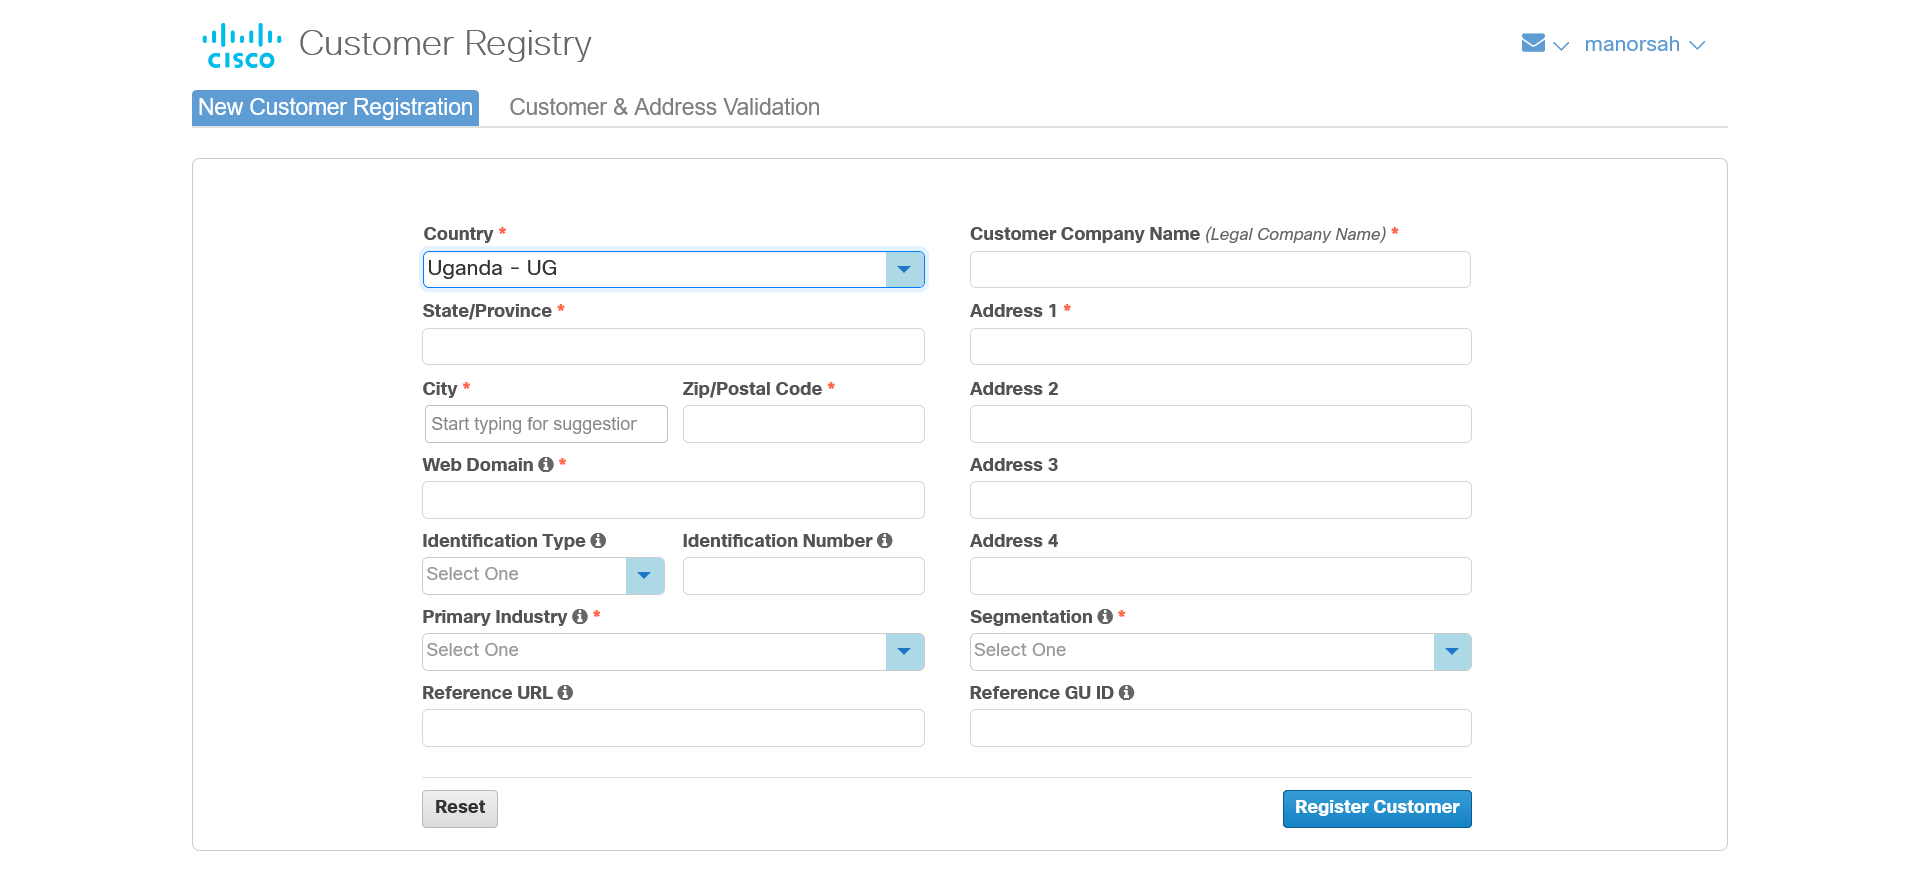 CISCO Customer Registry
manorsah
New Customer Registration
Customer & Address Validation
Country *
Customer Company Name (Legal Company Name) *
Uganda - UG
State/Province *
Address 1 *
City *
Zip/Postal Code *
Address 2
Start typing for suggestior
Web Domain *
Address 3
Identification Type
Identification Number
Address 4
Select One
Primary Industry *
Segmentation *
Select One
Select One
Reference URL
Reference GU ID
Reset
Register Customer